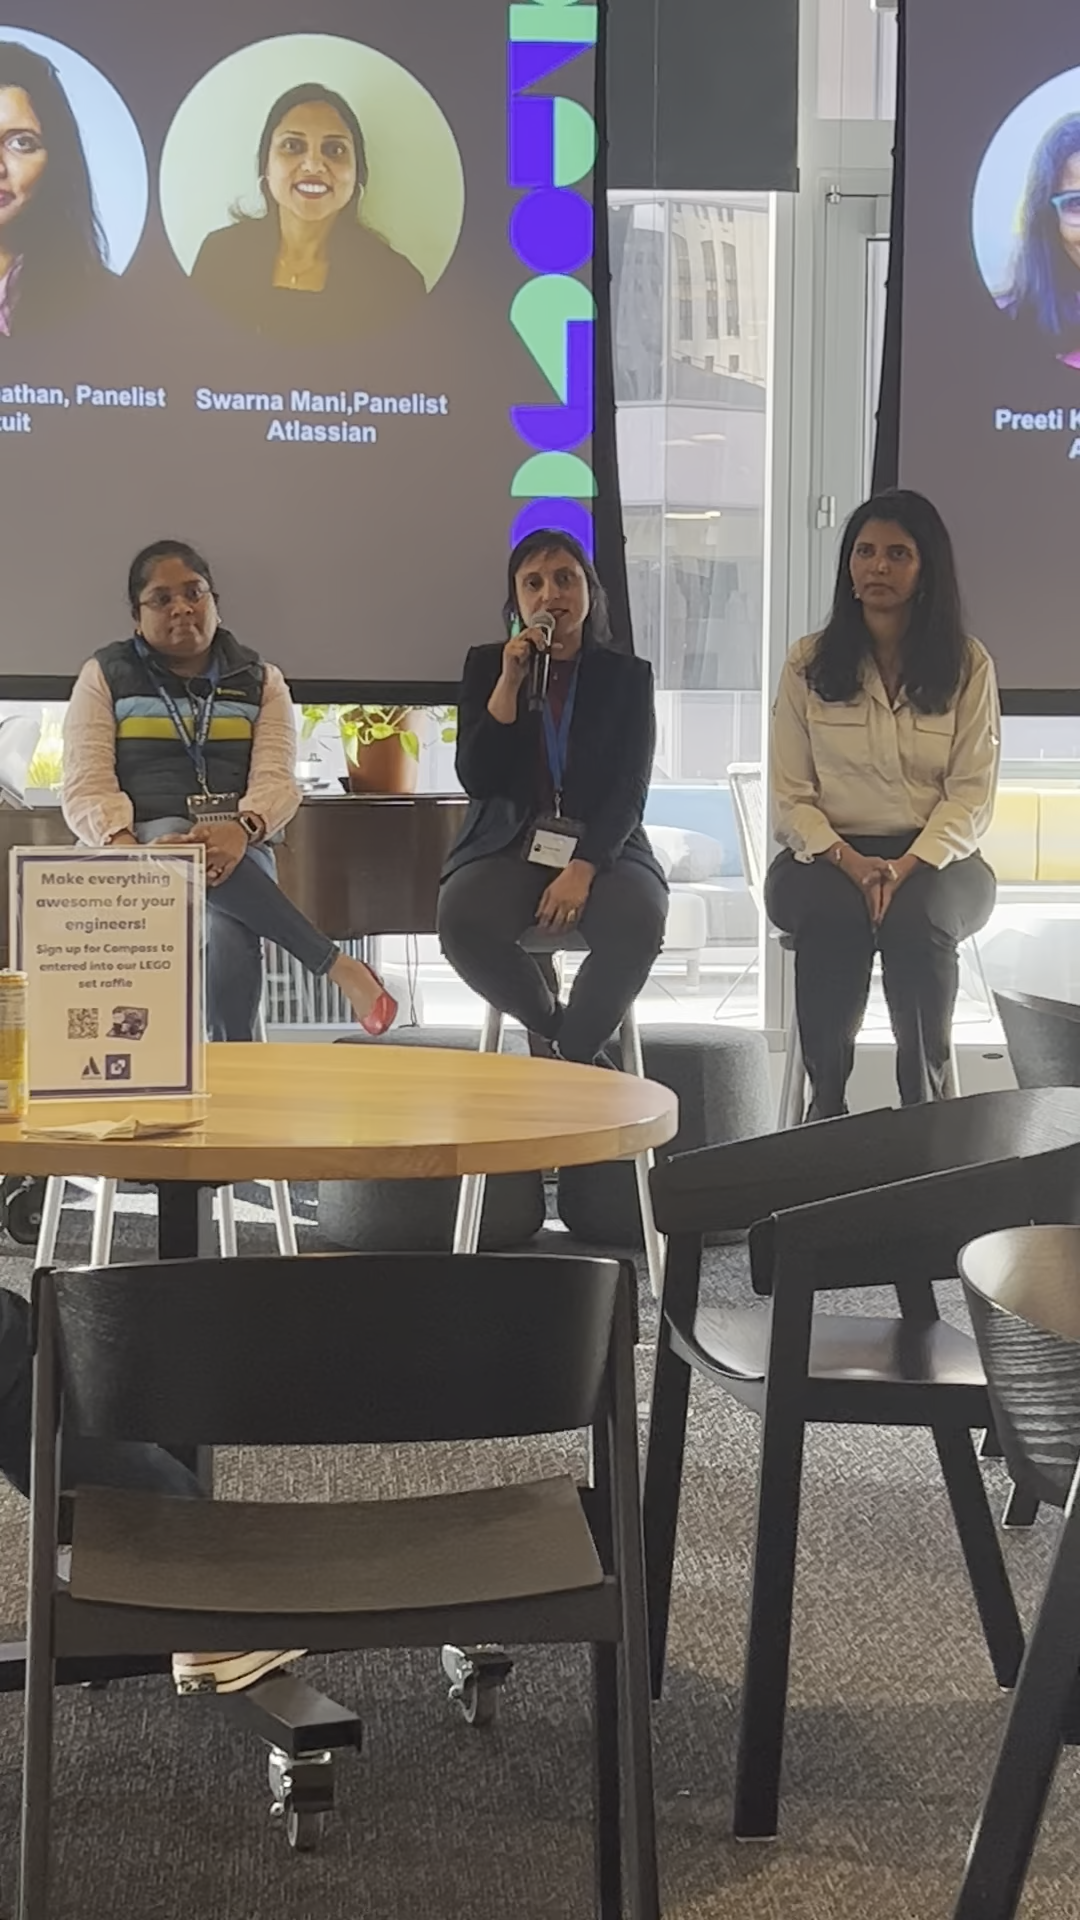 athan, Panelist
uit
Swarna Mani,Panelist
Atlassian
Preeti K
A
Make everything
awesome for your
engineers!
Sign up for Compass to
entered into our LEGO
set raffle